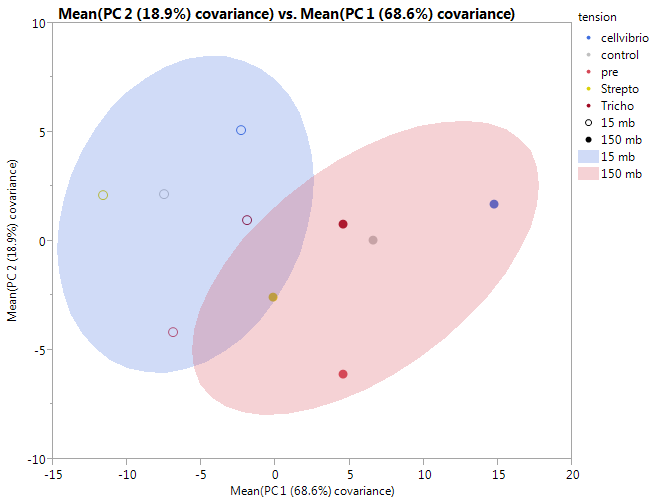 Mean(PC 2 (18.9%) covariance) vs. Mean(PC 1 (68.6%) covariance)
tension
cellvibrio
control
pre
Strepto
Tricho
15 mb
150 mb
15 mb
150 mb
Mean(PC 2 (18.9%) covariance)
10
5
0
-5
-10
-15
-10
-5
0
5
10
15
20
Mean(PC 1 (68.6%) covariance)